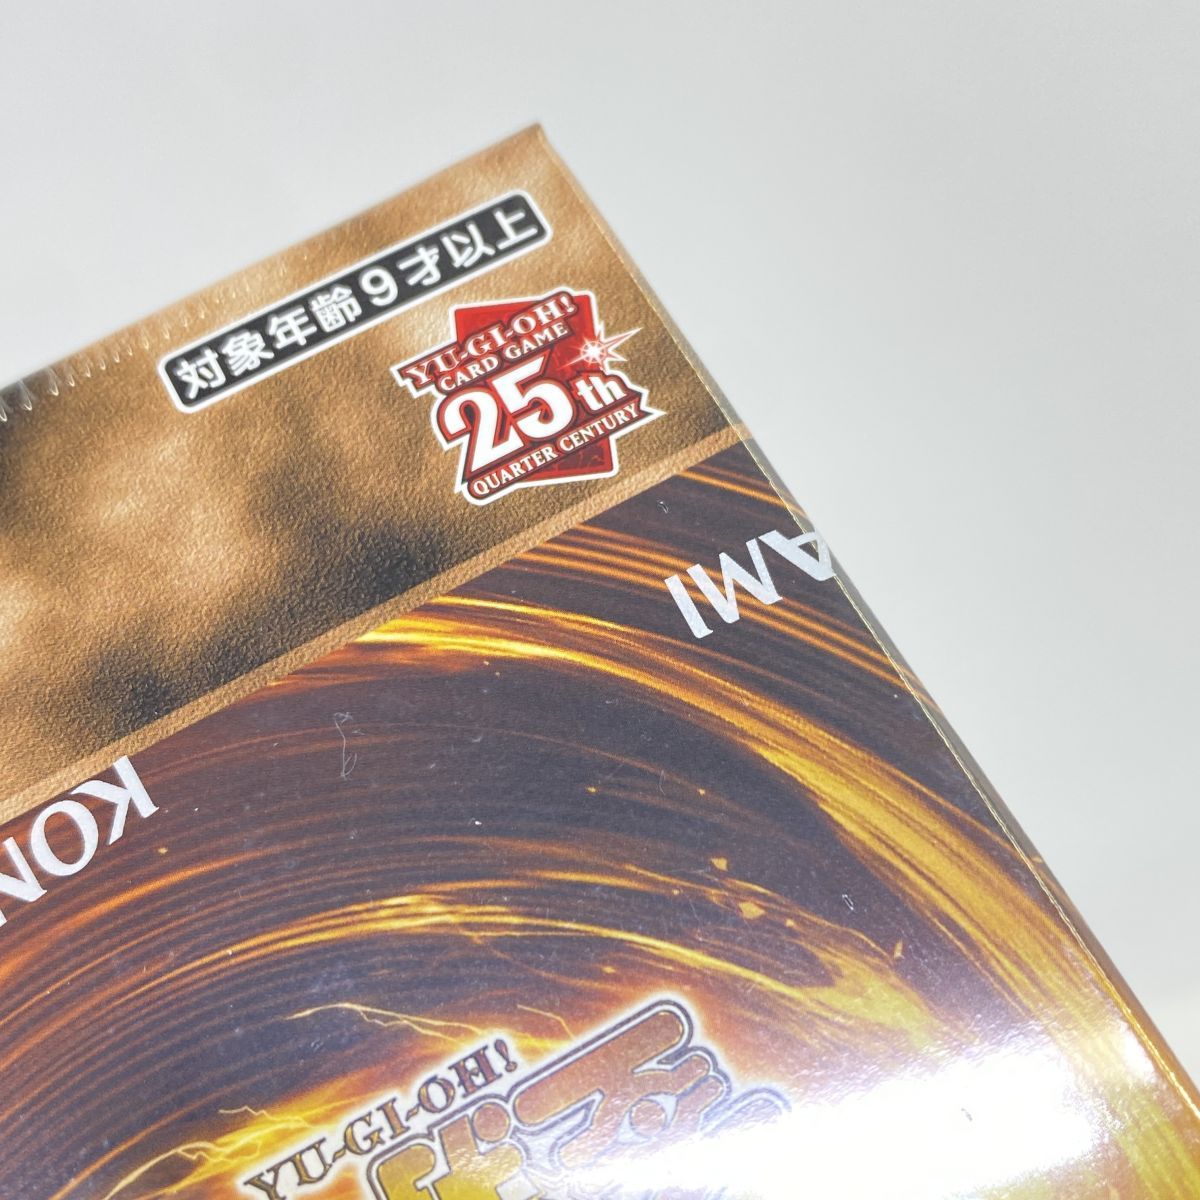 対象年齢9才以上
YU-GI-OH!
CARD GAME
25th
QUARTER CENTURY
AMI
KON
YU-GI-OH!